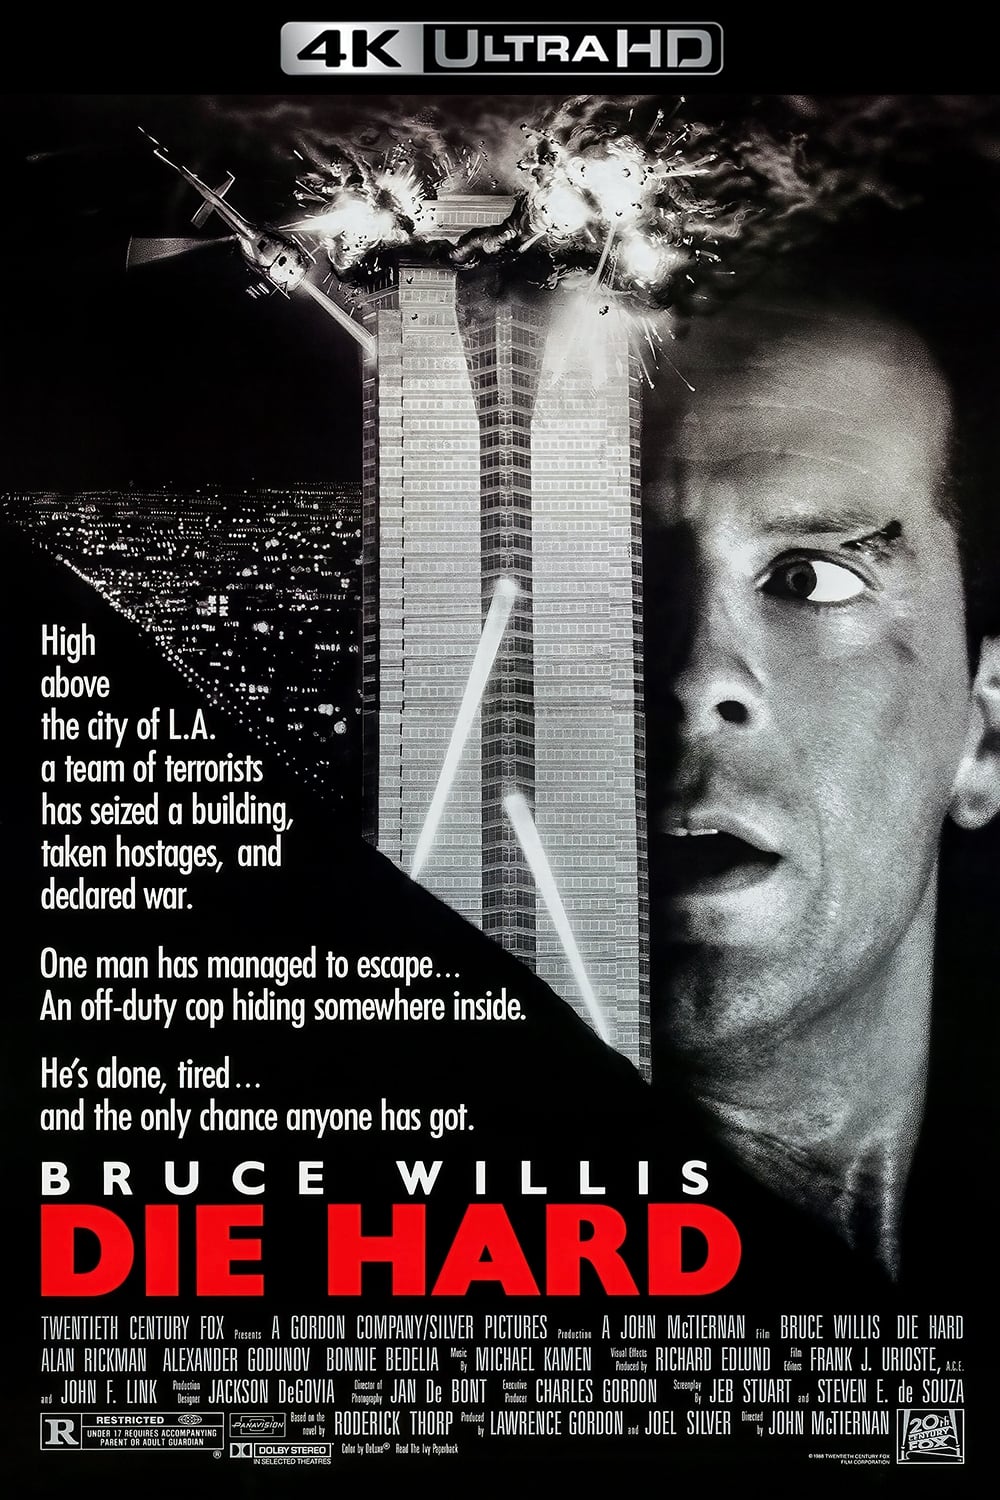 4K ULTRA HD
High
above
the city of L.A.
a team of terrorists
has seized a building,
taken hostages, and
declared war.
One man has managed to escape...
An off-duty cop hiding somewhere inside.
He's alone, tired...
and the only chance anyone has got.
BRUCE WILLIS
DIE HARD
TWENTIETH CENTURY FOX Presents A GORDON COMPANY/SILVER PICTURES Production A JOHN McTIERNAN Film BRUCE WILLIS DIE HARD
ALAN RICKMAN ALEXANDER GODUNOV BONNIE BEDELIA Music By MICHAEL KAMEN Visual Effects Produced by RICHARD EDLUND Film Editors FRANK J. URIOSTE, A.C.E.
and JOHN F. LINK Production Designer JACKSON DeGOVIA Director of Photography JAN De BONT Executive Producer CHARLES GORDON Screenplay By JEB STUART and STEVEN E. de SOUZA
Based on the novel by RODERICK THORP Produced by LAWRENCE GORDON and JOEL SILVER Directed by JOHN McTIERNAN
R RESTRICTED
UNDER 17 REQUIRES ACCOMPANYING
PARENT OR ADULT GUARDIAN
®
PANAVISION
DOLBY STEREO
IN SELECTED THEATRES
Color by DeLuxe® Read The Ivy Paperback
©1988 TWENTIETH CENTURY FOX
FILM CORPORATION
20th
CENTURY
FOX